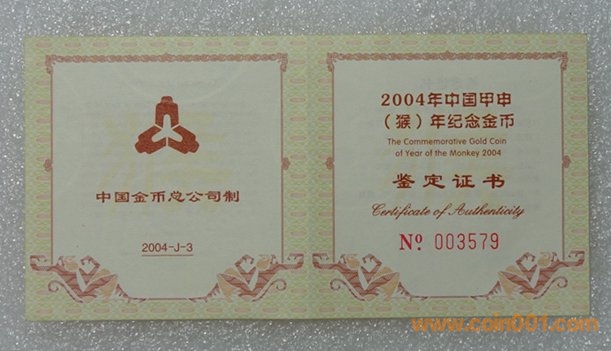 中国金币总公司制
2004-J-3
2004年中国甲申
（猴）年纪念金币
The Commemorative Gold Coin
of Year of the Monkey 2004
鉴定证书
Certificate of Authenticity
Nº 003579
www.coin001.com